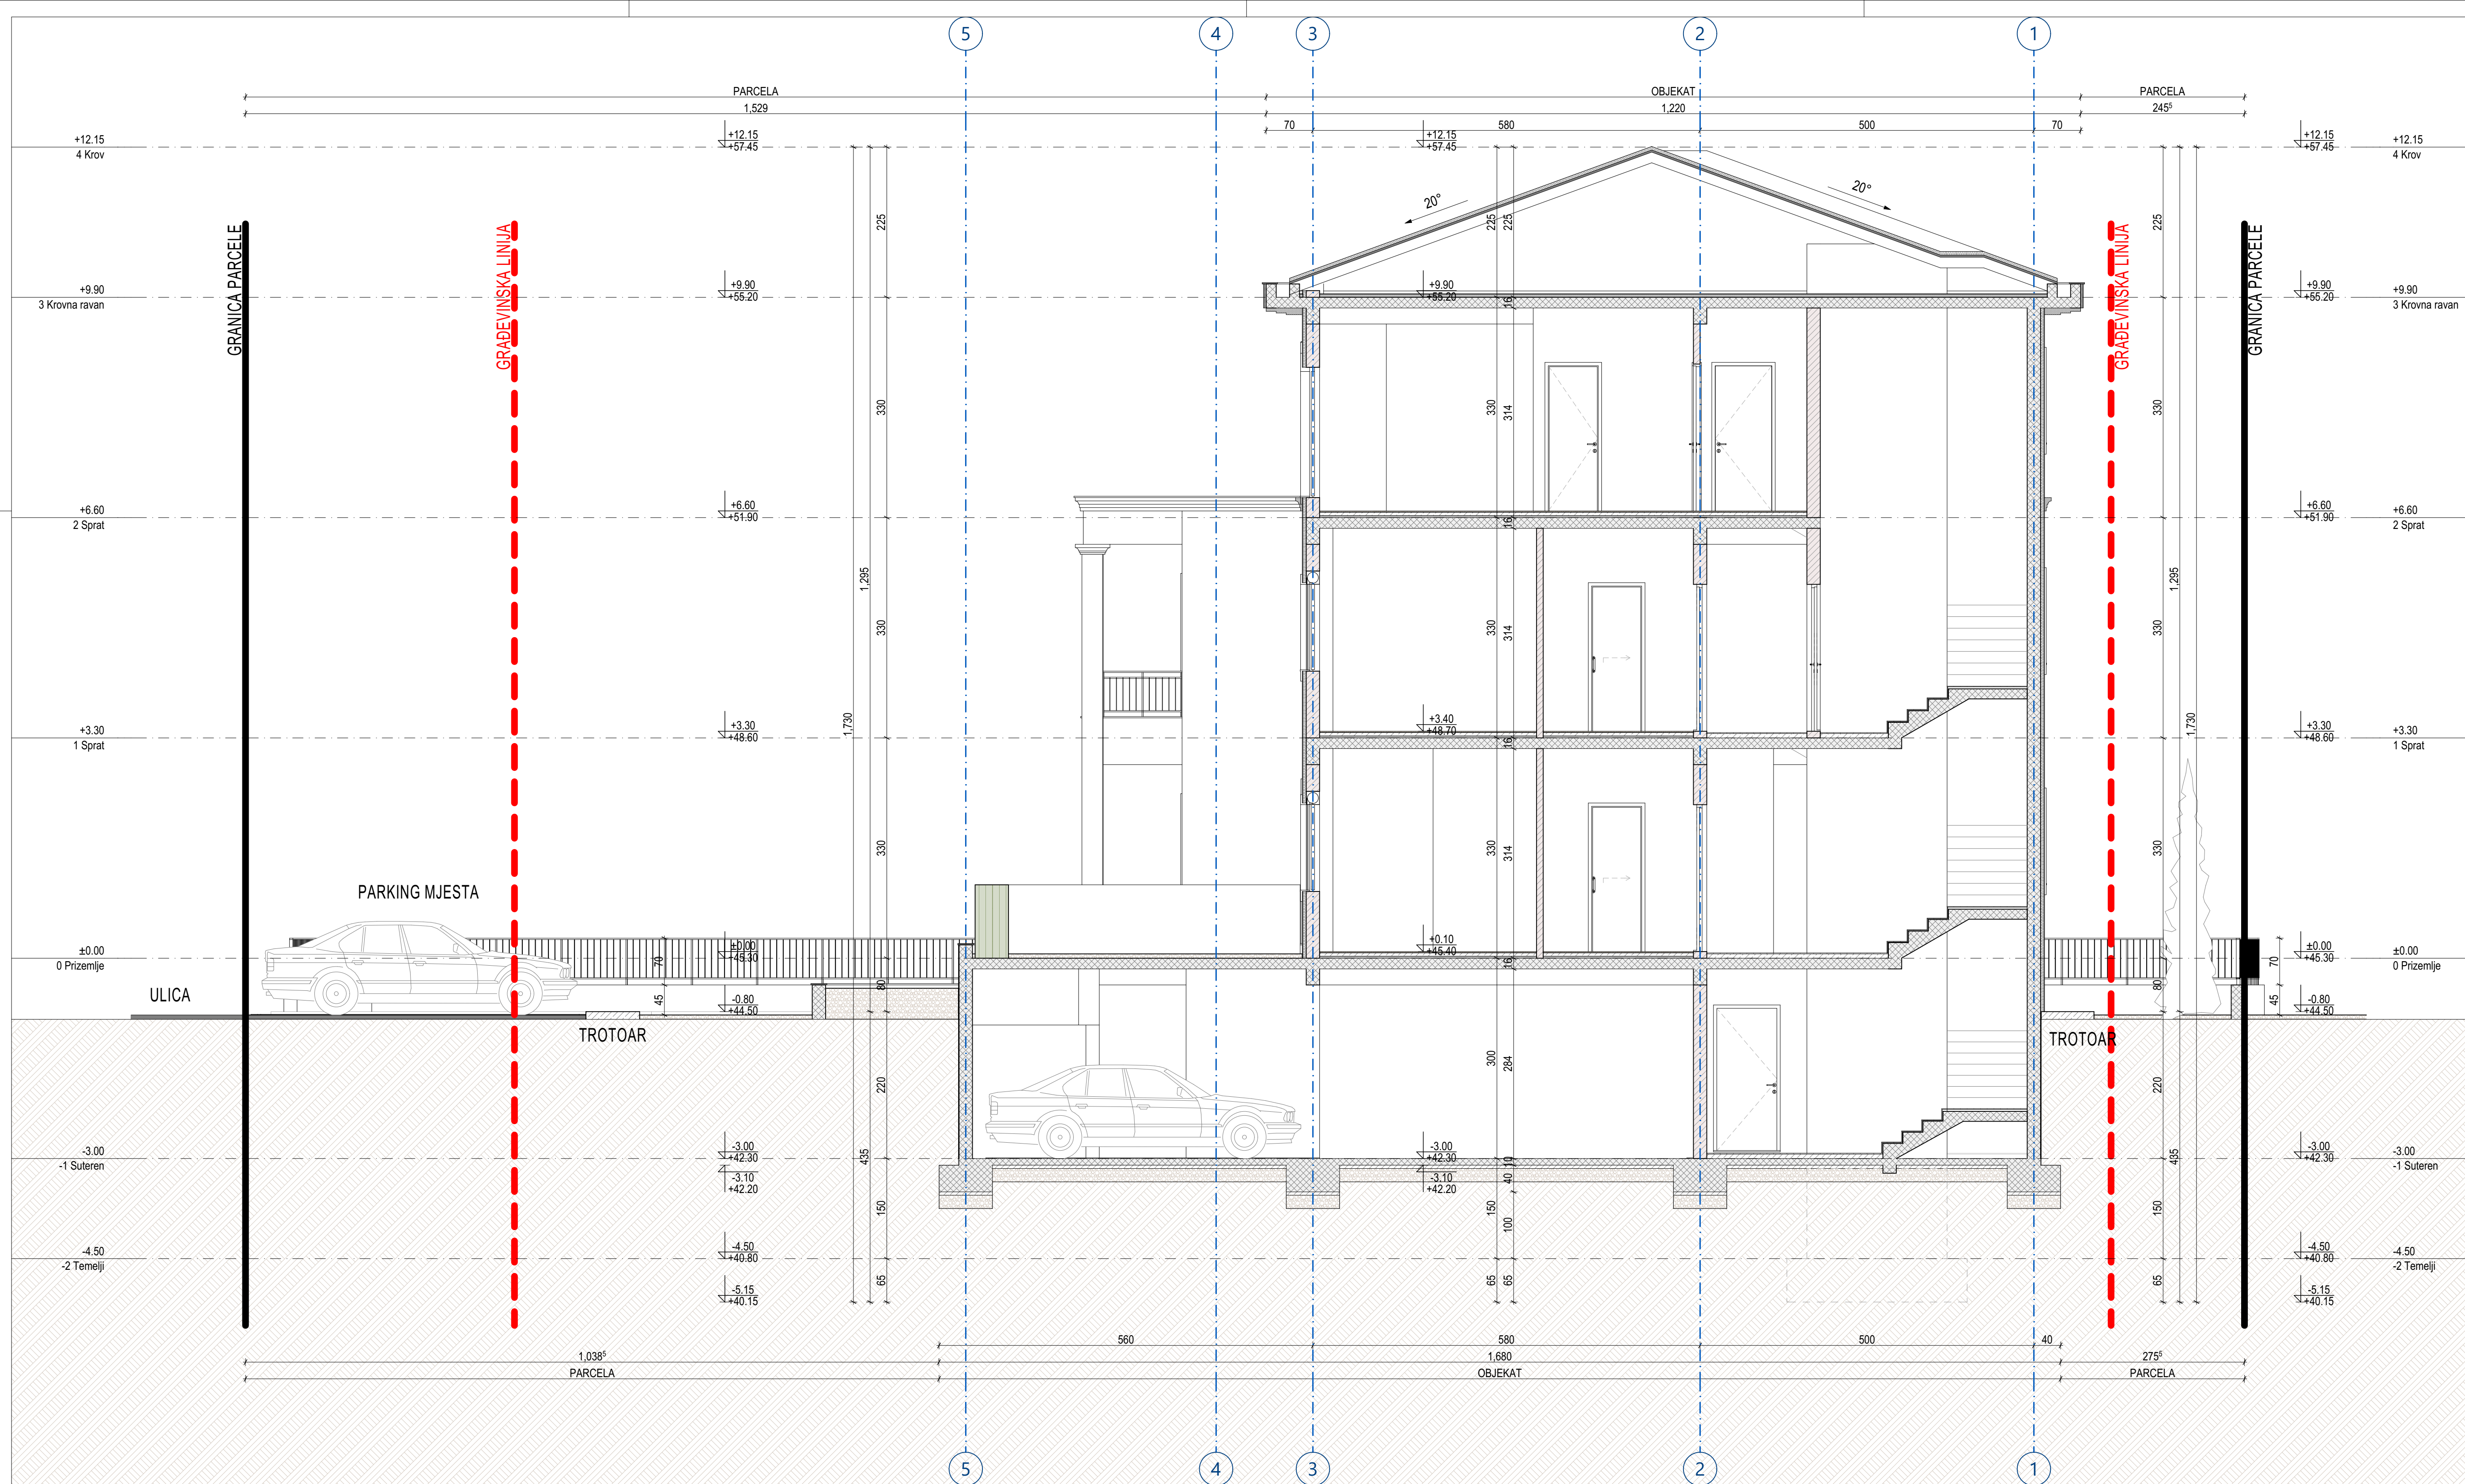 5 4 3 2 1
PARCELA OBJEKAT PARCELA
1,529 1,220 245⁵
70 580 500 70
+12.15
4 Krov
+12.15
+57.45
+12.15
+57.45
+12.15
+57.45
+12.15
4 Krov
20°
20°
225 225 225 225
GRANICA PARCELE
GRAĐEVINSKA LINIJA
GRAĐEVINSKA LINIJA
GRANICA PARCELE
+9.90
3 Krovna ravan
+9.90
+55.20
+9.90
+55.20
+9.90
+55.20
+9.90
3 Krovna ravan
16
330 330 314 330
+6.60
2 Sprat
+6.60
+51.90
+6.60
+51.90
+6.60
2 Sprat
16
1,295 1,295
330 330 314 330
1,730 1,730
+3.30
1 Sprat
+3.30
+48.60
+3.40
+48.70
+3.30
+48.60
+3.30
1 Sprat
16
330 330 314 330
PARKING MJESTA
±0.00
0 Prizemlje
±0.00
+45.30
+0.10
+45.40
±0.00
+45.30
±0.00
0 Prizemlje
70 16 70
80 80
ULICA
45 45
-0.80
+44.50
-0.80
+44.50
TROTOAR
TROTOAR
220 300 284 220
435 435
-3.00
-1 Suteren
-3.00
+42.30
-3.10
+42.20
-3.00
+42.30
-3.10
+42.20
-3.00
+42.30
-3.00
-1 Suteren
10
40
150 150 100 150
-4.50
-2 Temelji
-4.50
+40.80
-4.50
+40.80
-4.50
-2 Temelji
65 65 65 65
-5.15
+40.15
-5.15
+40.15
560 580 500 40
1,038⁵ 1,680 275⁵
PARCELA OBJEKAT PARCELA
5 4 3 2 1